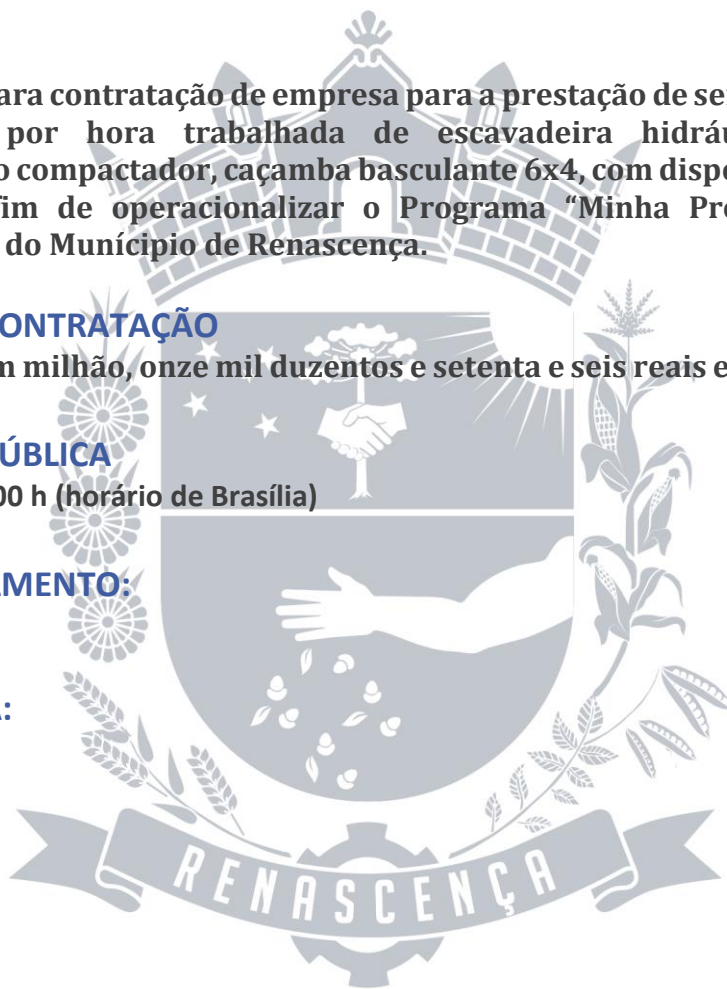 ara contratação de empresa para a prestação de se
por hora trabalhada de escavadeira hidráu
o compactador, caçamba basculante 6x4, com dispo
fim de operacionalizar o Programa “Minha Pro
do Munícipio de Renascença.
ONTRATAÇÃO
m milhão, onze mil duzentos e setenta e seis reais e
ÚBLICA
00 h (horário de Brasília)
AMENTO:
A:
RENASCENÇA